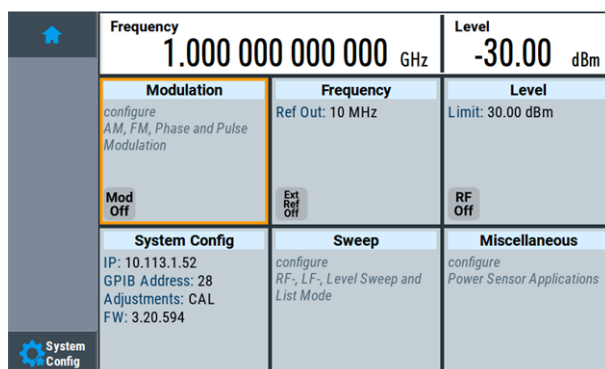 Frequency
1.000 000 000 000 GHz
Level
-30.00 dBm
Modulation
configure
AM, FM, Phase and Pulse
Modulation
Mod
Off
Frequency
Ref Out: 10 MHz
Ext
Ref
Off
Level
Limit: 30.00 dBm
RF
Off
System Config
IP: 10.113.1.52
GPIB Address: 28
Adjustments: CAL
FW: 3.20.594
Sweep
configure
RF-, LF-, Level Sweep and
List Mode
Miscellaneous
configure
Power Sensor Applications
System
Config